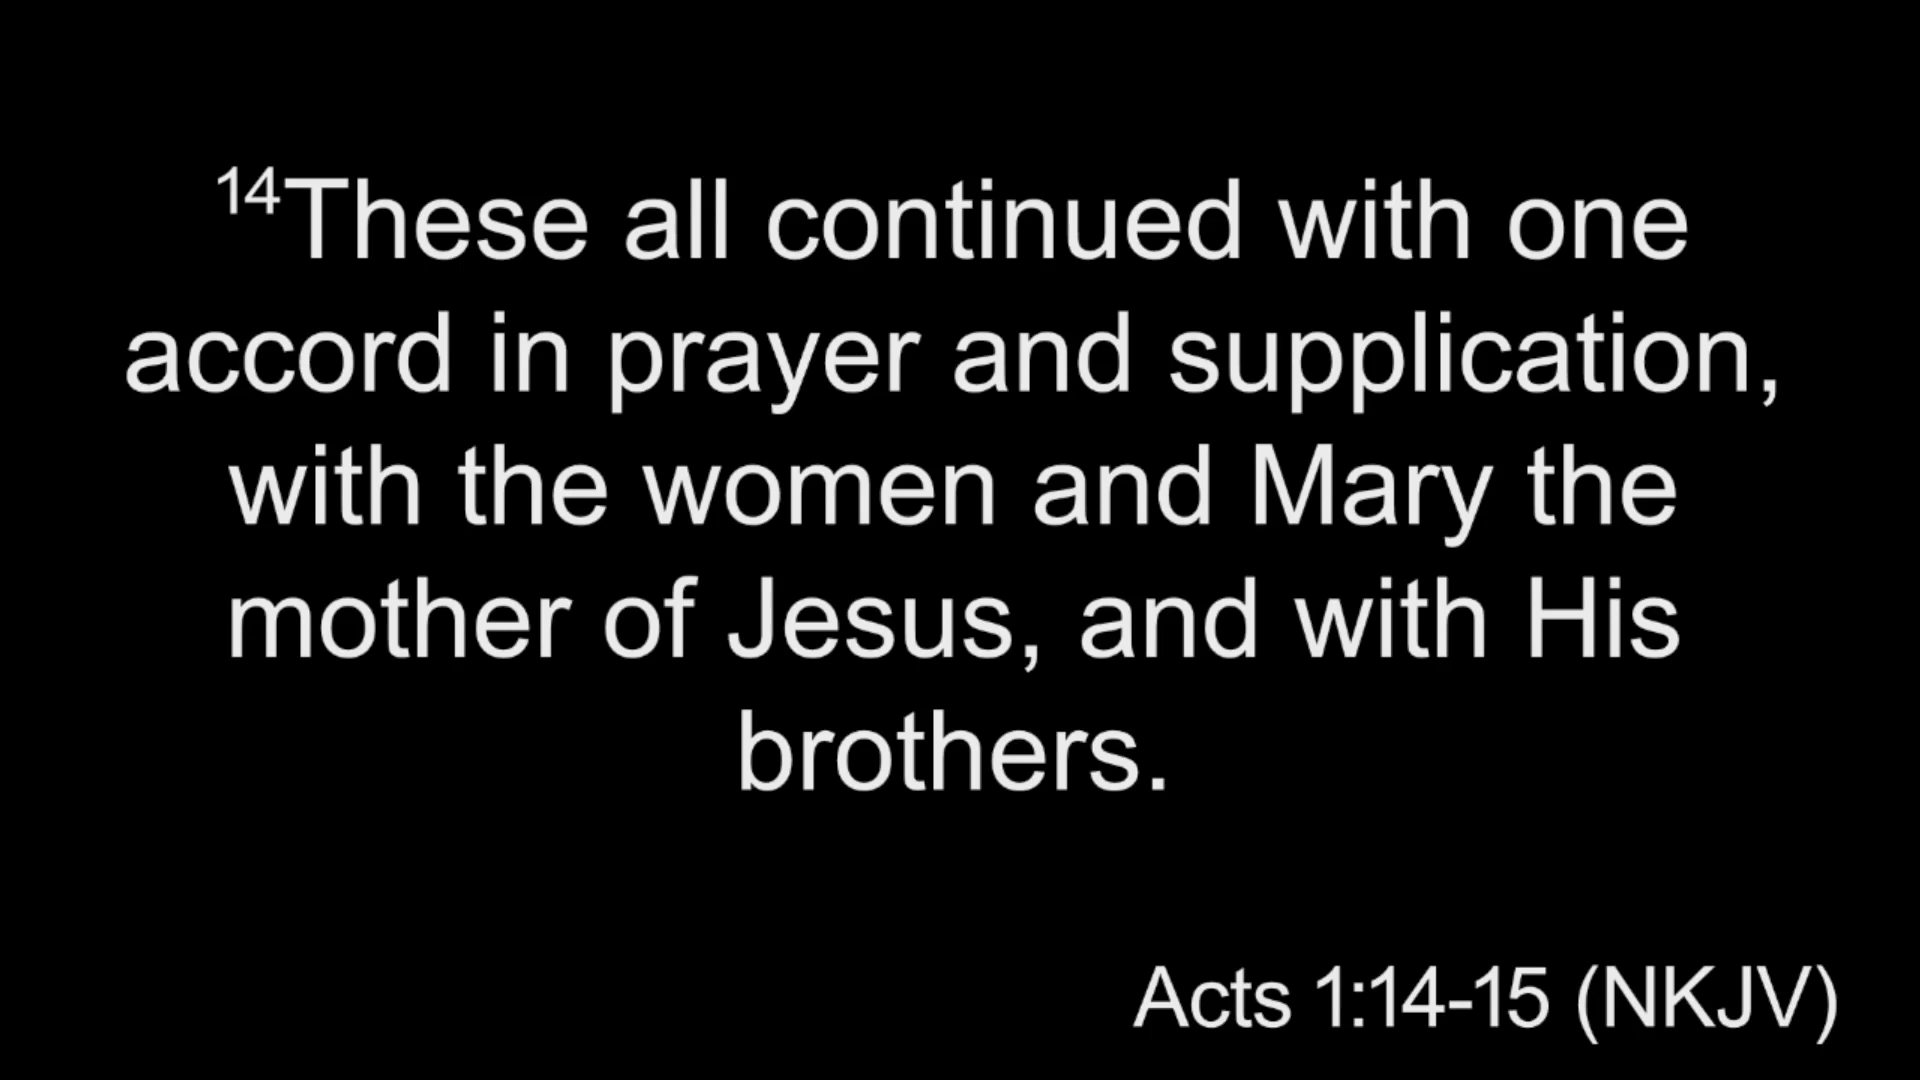 14These all continued with one
accord in prayer and supplication,
with the women and Mary the
mother of Jesus, and with His
brothers.
Acts 1:14-15 (NKJV)